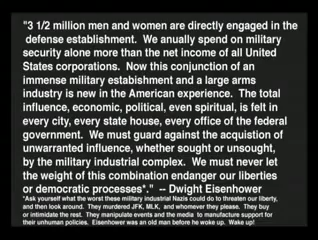 "3 1/2 million men and women are directly engaged in the
defense establishment.  We anually spend on military
security alone more than the net income of all United
States corporations.  Now this conjunction of an
immense military estabishment and a large arms
industry is new in the American experience.  The total
influence, economic, political, even spiritual, is felt in
every city, every state house, every office of the federal
government.  We must guard against the acquistion of
unwarranted influence, whether sought or unsought,
by the military industrial complex.  We must never let
the weight of this combination endanger our liberties
or democratic processes*."  -- Dwight Eisenhower
*Ask yourself what the worst these military industrial Nazis could do to threaten our liberty,
and then look around.  They murdered JFK, MLK, and whomever they please.  They buy
or intimidate the rest.  They manipulate events and the media  to manufacture support for
their unhuman policies.  Eisenhower was an old man before he woke up.  Wake up!